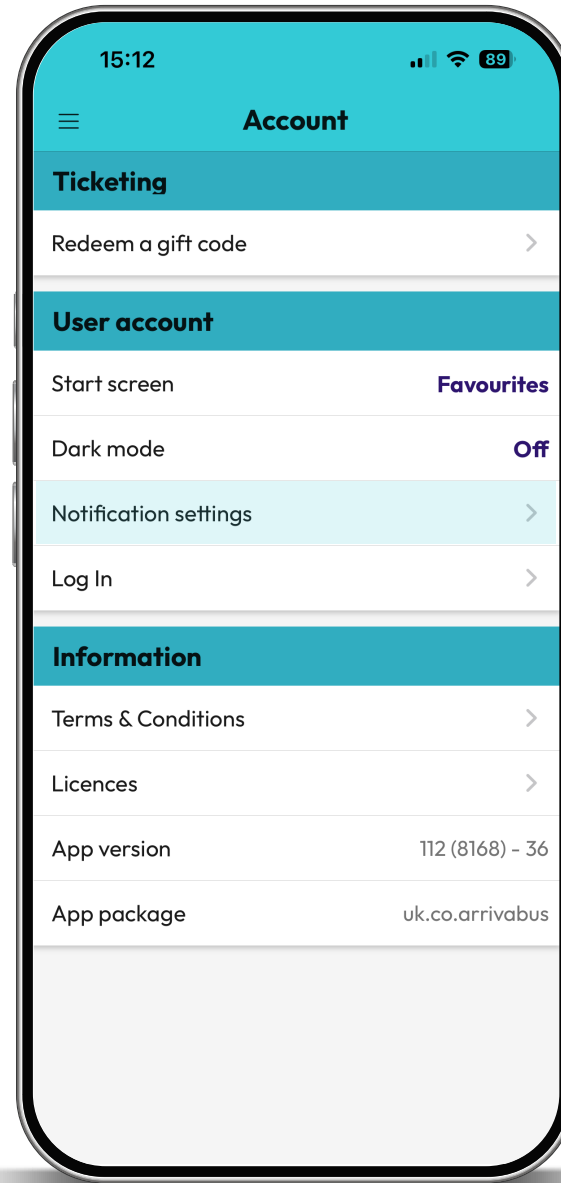 15:12
89
Account
Ticketing
Redeem a gift code
User account
Start screen Favourites
Dark mode Off
Notification settings
Log In
Information
Terms & Conditions
Licences
App version 112 (8168) - 36
App package uk.co.arrivabus